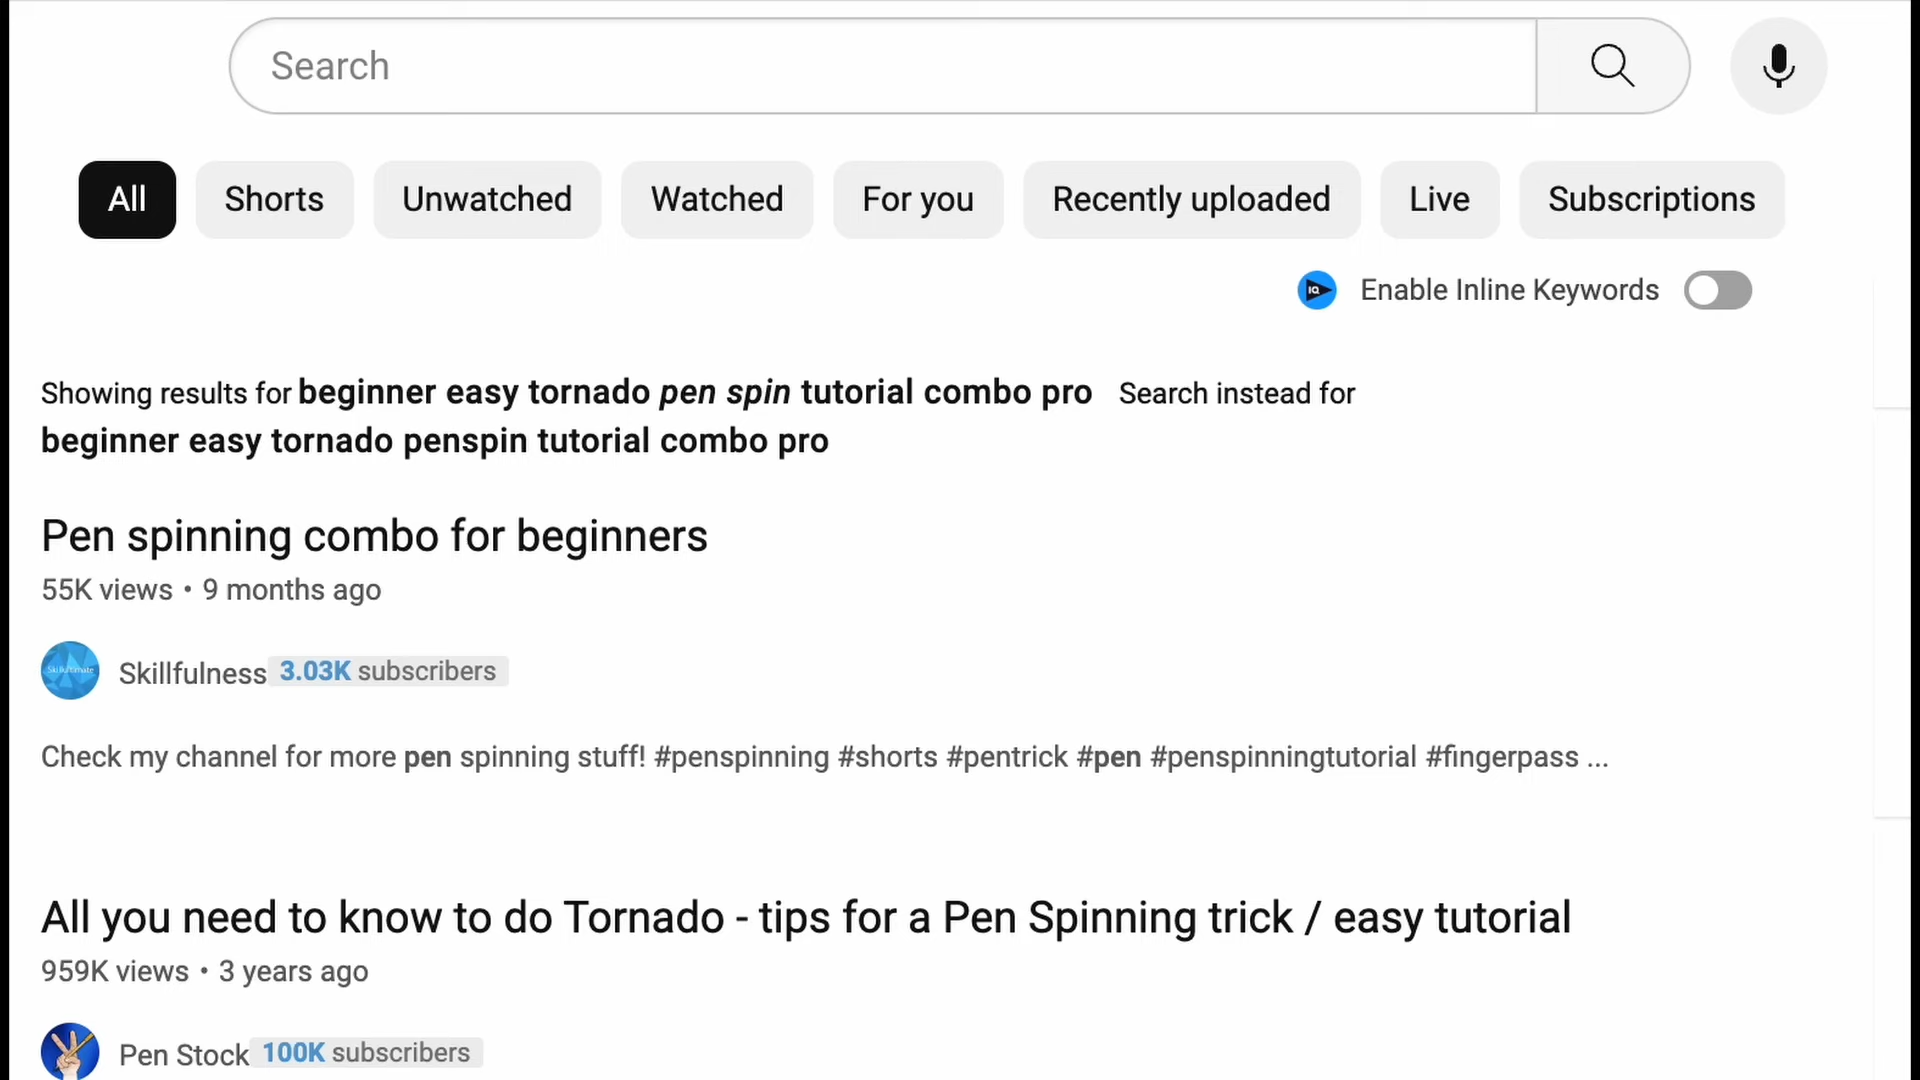 Search
All Shorts Unwatched Watched For you Recently uploaded Live Subscriptions
IQ Enable Inline Keywords
Showing results for beginner easy tornado pen spin tutorial combo pro Search instead for
beginner easy tornado penspin tutorial combo pro
Pen spinning combo for beginners
55K views • 9 months ago
Skillultimate
Skillfulness 3.03K subscribers
Check my channel for more pen spinning stuff! #penspinning #shorts #pentrick #pen #penspinningtutorial #fingerpass ...
All you need to know to do Tornado - tips for a Pen Spinning trick / easy tutorial
959K views • 3 years ago
Pen Stock 100K subscribers